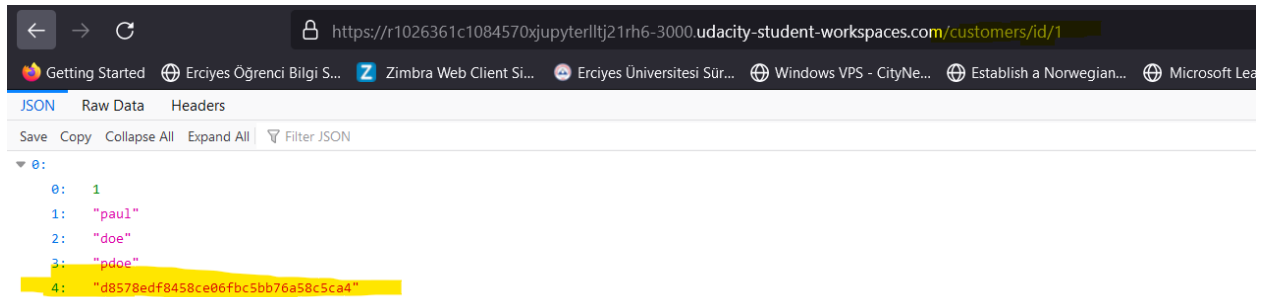 https://r1026361c1084570xjupyterlltj21rh6-3000.udacity-student-workspaces.com/customers/id/1
Getting Started Erciyes Öğrenci Bilgi S... Z Zimbra Web Client Si... Erciyes Üniversitesi Sür... Windows VPS - CityNe... Establish a Norwegian... Microsoft Lea
JSON Raw Data Headers
Save Copy Collapse All Expand All Filter JSON
0:
0: 1
1: "paul"
2: "doe"
3: "pdoe"
4: "d8578edf8458ce06fbc5bb76a58c5ca4"